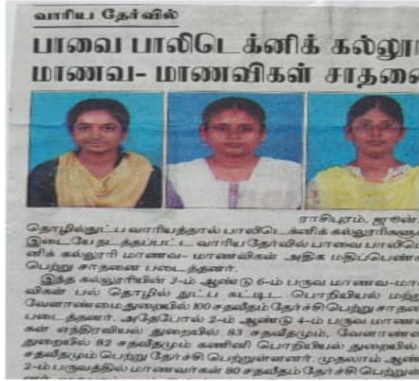 வாரிய தேர்வில்
பாவை பாலிடெக்னிக் கல்லூ
மாணவ- மாணவிகள் சாதனை
ராசிபுரம், ஜூலை
தொழில்நுட்ப வாரியத்தால் பாலிடெக்னிக் கல்லூரிகளு
இடையே நடத்தப்பட்ட வாரிய தேர்வில் பாவை பாலிடெ
னிக் கல்லூரி மாணவ- மாணவிகள் அதிக மதிப்பெண்
பெற்று சாதனை படைத்தனர்.
இந்த கல்லூரியின் 3-ம் ஆண்டு 6-ம் பருவ மாணவ-மா
விகள் பல் தொழில் நுட்ப கட்டிட பொறியியல் மற்
வேளாண்மை துறையில் 100 சதவீதம் தேர்ச்சி பெற்று சாத
படைத்தனர். அதேபோல் 2-ம் ஆண்டு 4-ம் பருவ மாண
கள் எந்திரவியல் துறையில் 83 சதவீதமும், வேளாண்
துறையில் 82 சதவீதமும் கணினி பொறியியல் துறையில்
சதவீதமும் பெற்று தேர்ச்சி பெற்றுள்ளனர். முதலாம் ஆண்
2-ம் பருவத்தில் மாணவர்கள் 80 சதவீதம் தேர்ச்சி பெற்று